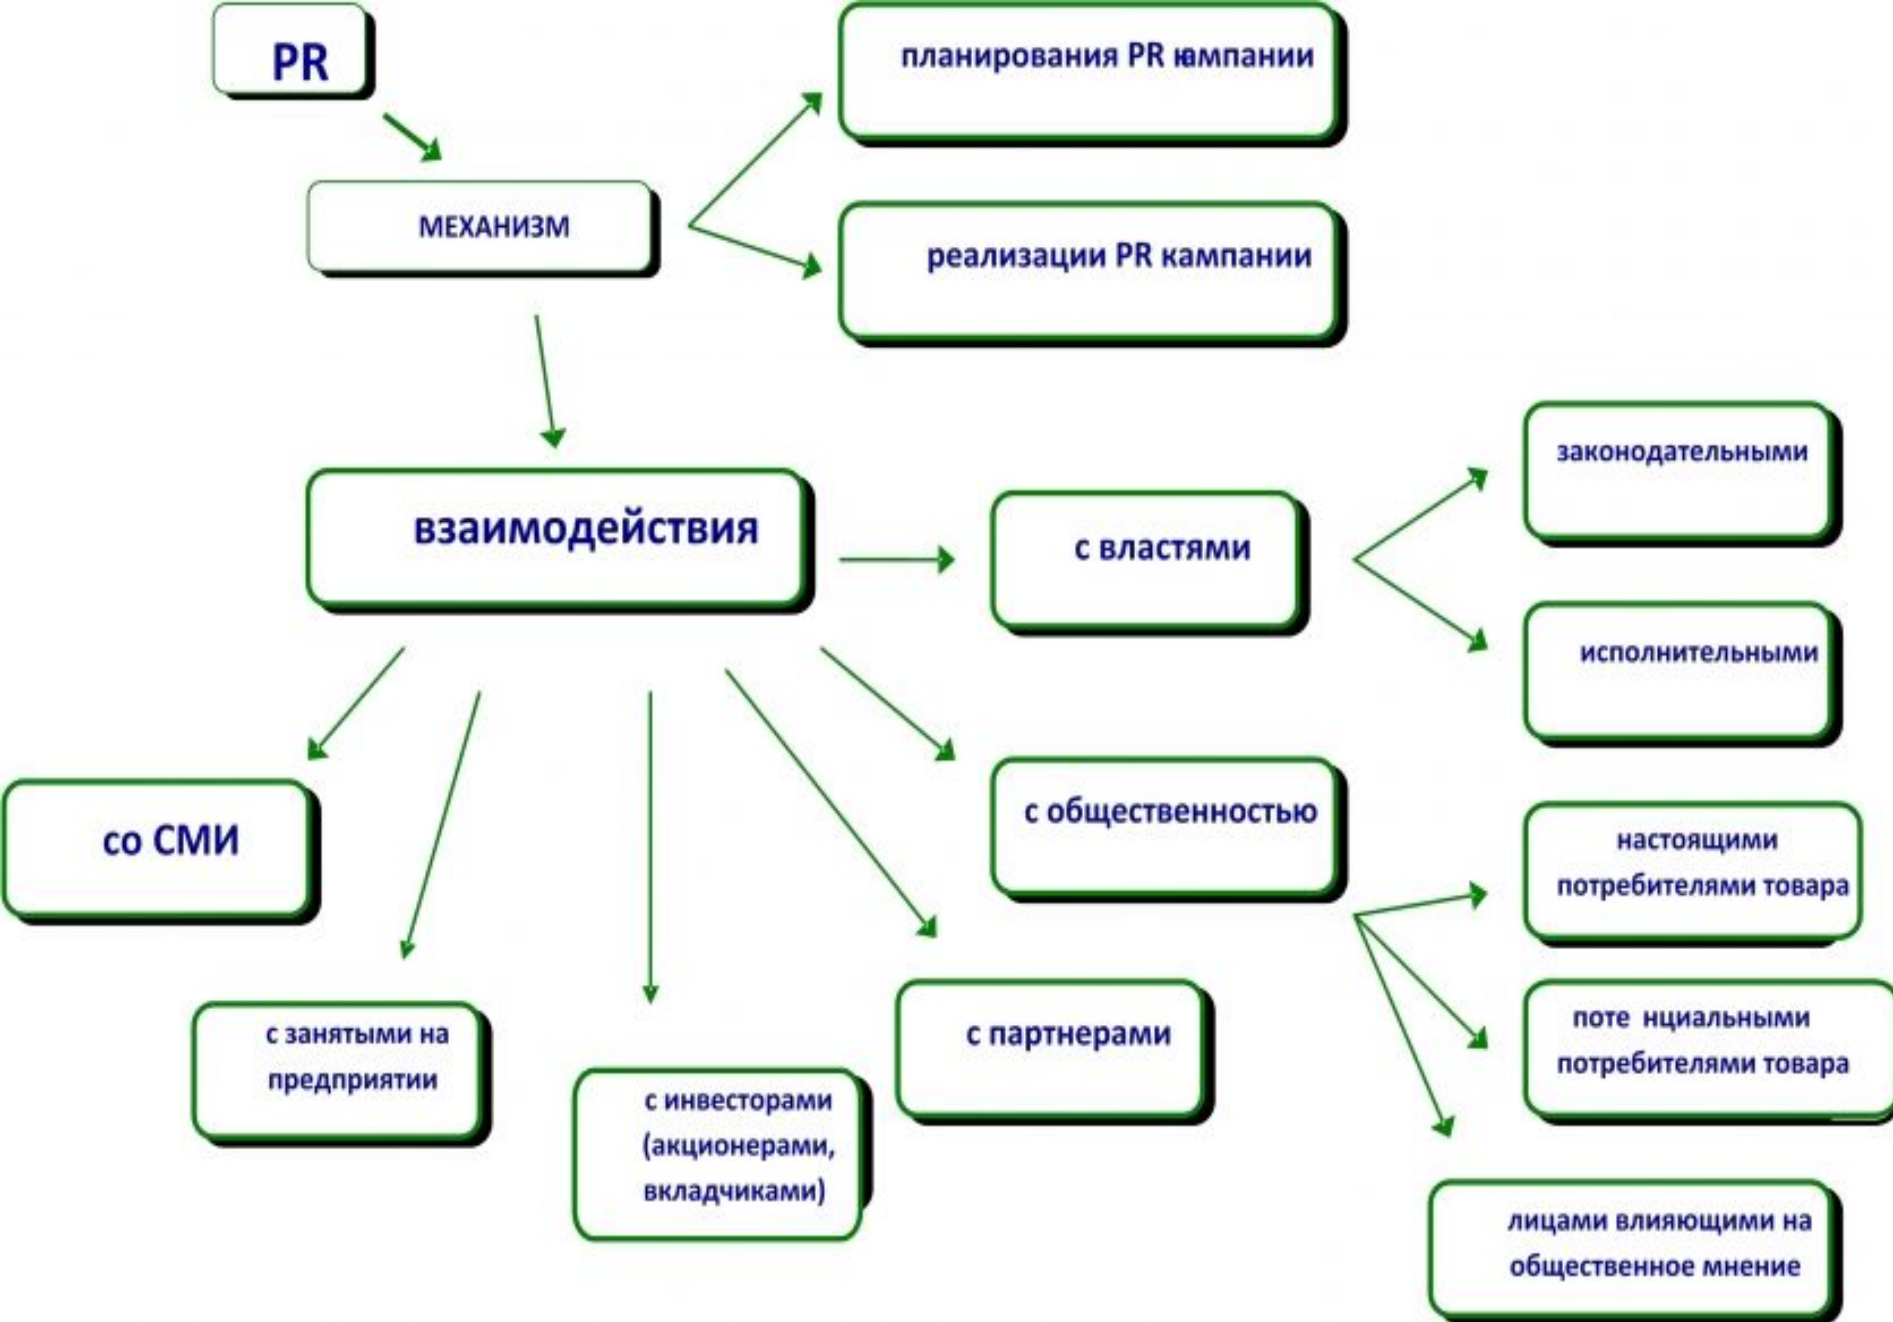 PR
планирования PR кампании
МЕХАНИЗМ
реализации PR кампании
взаимодействия
с властями
законодательными
исполнительными
со СМИ
с общественностью
настоящими
потребителями товара
с занятыми на
предприятии
с инвесторами
(акционерами,
вкладчиками)
с партнерами
поте нциальными
потребителями товара
лицами влияющими на
общественное мнение